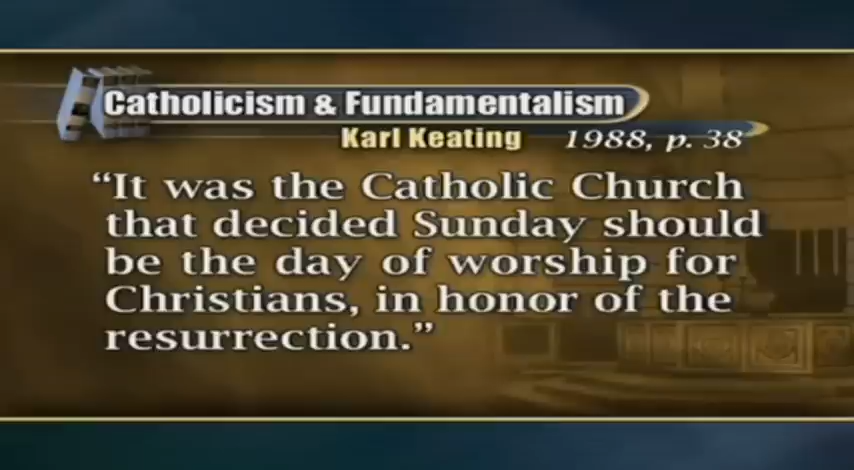 Catholicism & Fundamentalism
Karl Keating 1988, p. 38
“It was the Catholic Church
that decided Sunday should
be the day of worship for
Christians, in honor of the
resurrection.”